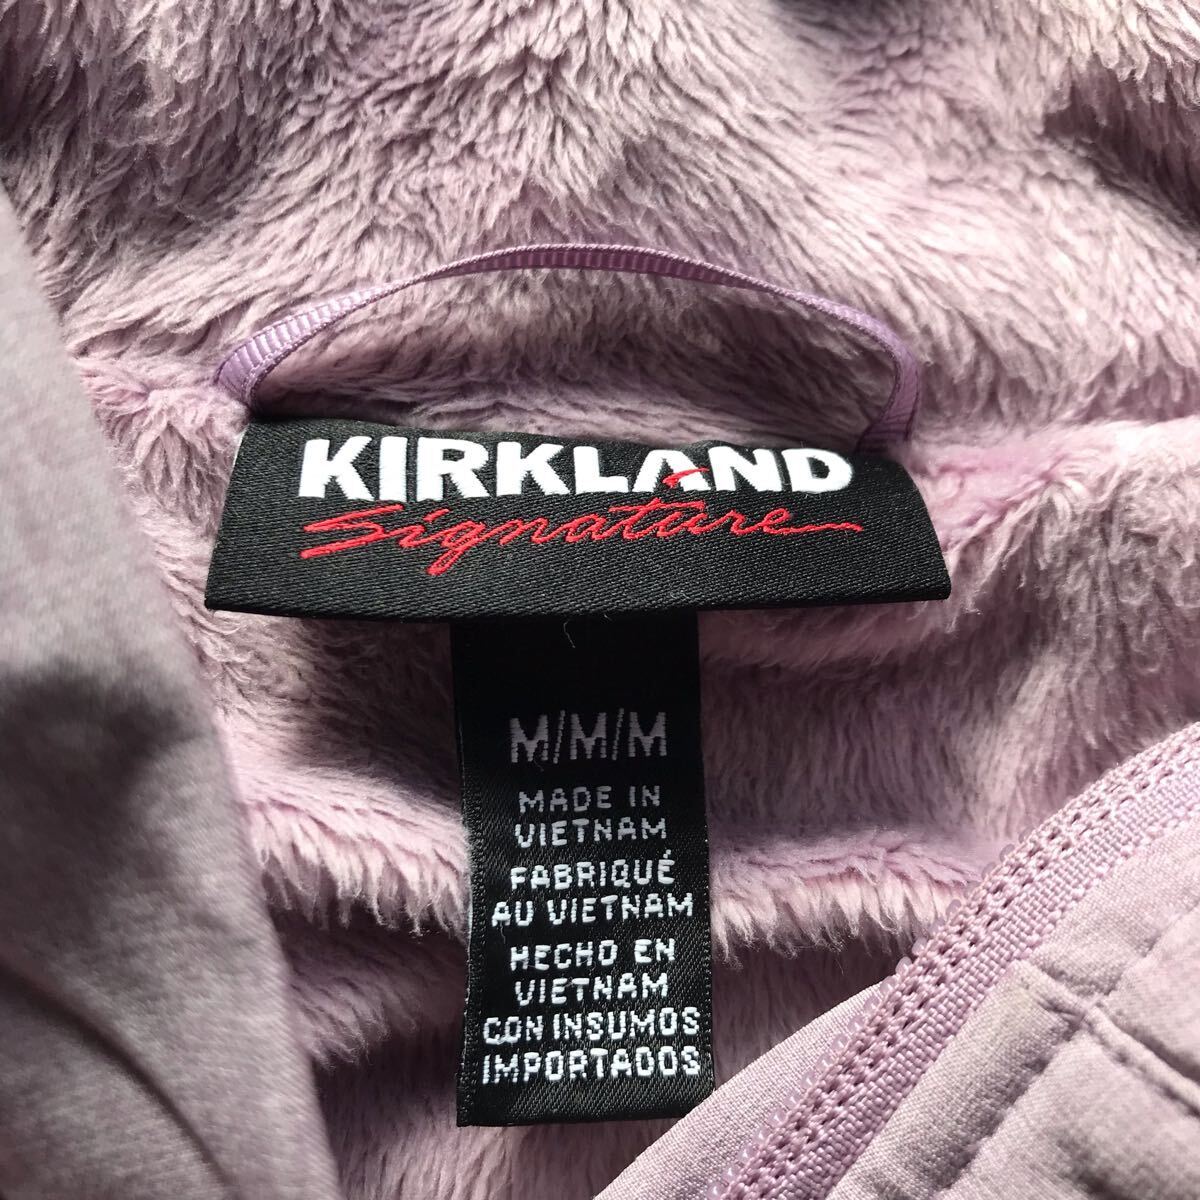 KIRKLAND
Signature
M/M/M
MADE IN
VIETNAM
FABRIQUÉ
AU VIETNAM
HECHO EN
VIETNAM
CON INSUMOS
IMPORTADOS